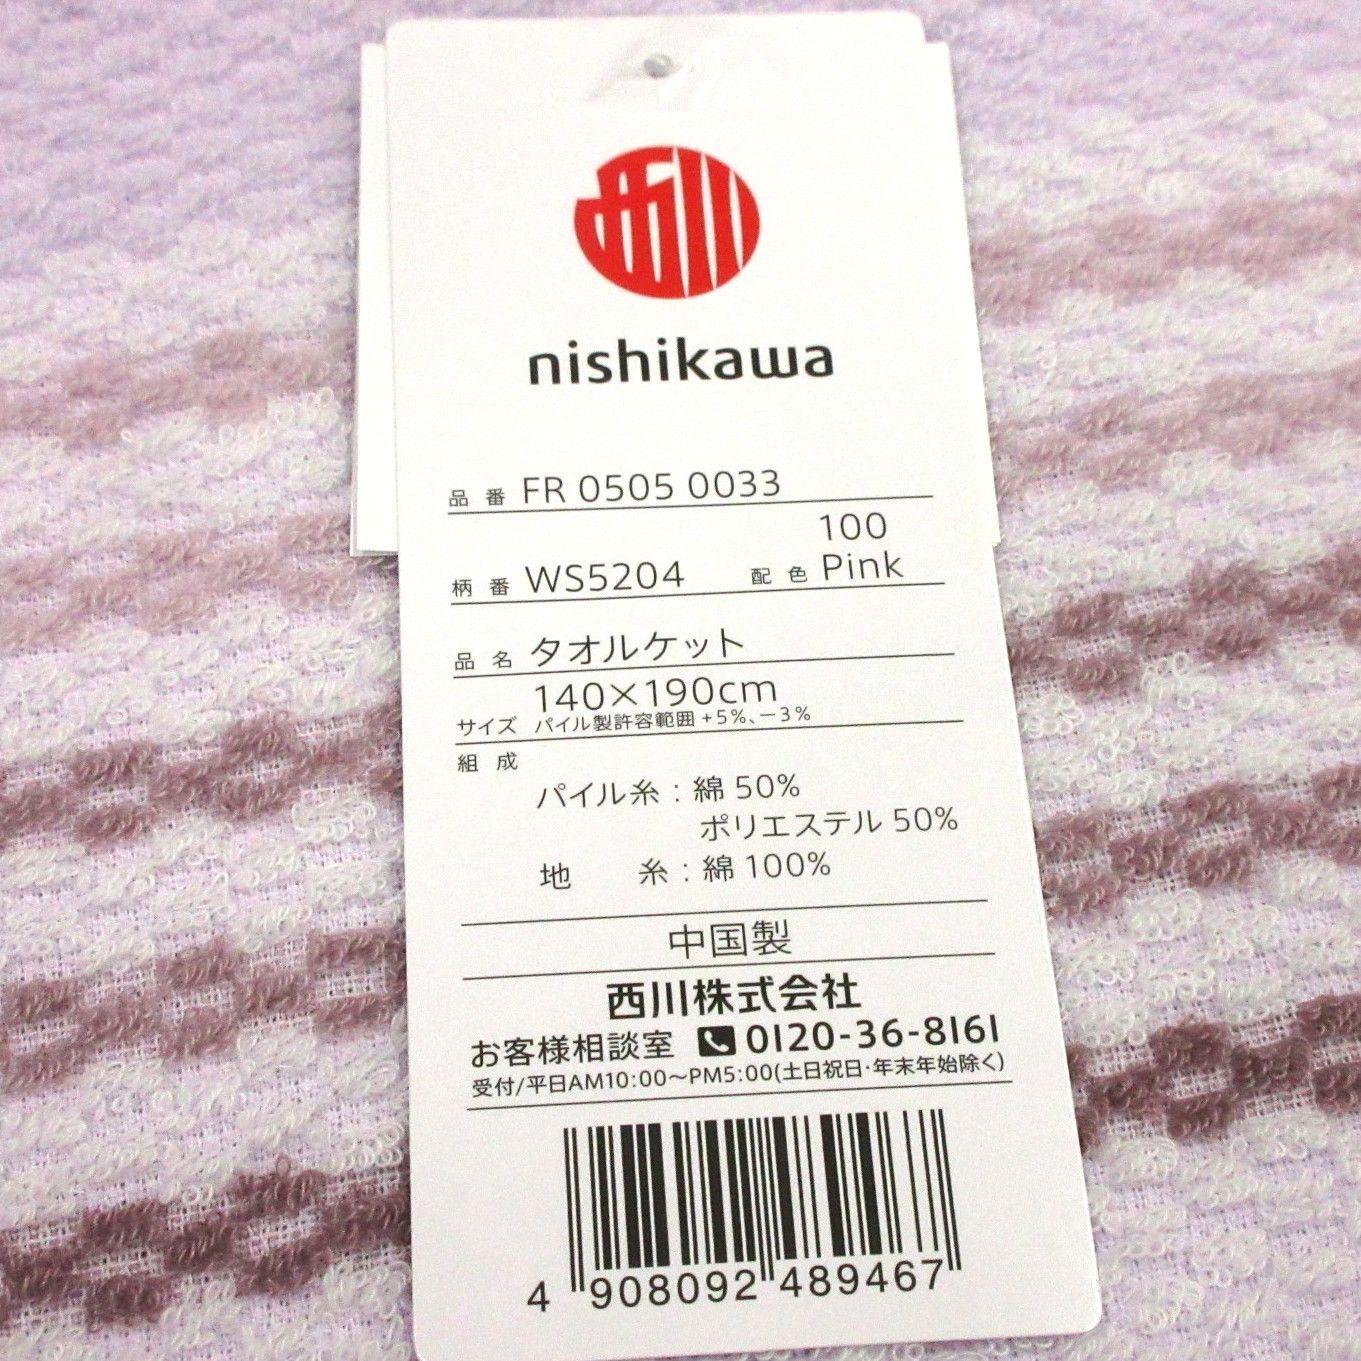 西川
nishikawa
品番 FR 0505 0033
100
柄番 WS5204 配色 Pink
品名 タオルケット
140×190cm
サイズ パイル製許容範囲 +5%、-3%
組成
パイル糸:綿 50%
ポリエステル 50%
地 糸:綿 100%
中国製
西川株式会社
お客様相談室 0120-36-8161
受付/平日AM10:00~PM5:00(土日祝日・年末年始除く)
4 908092 489467